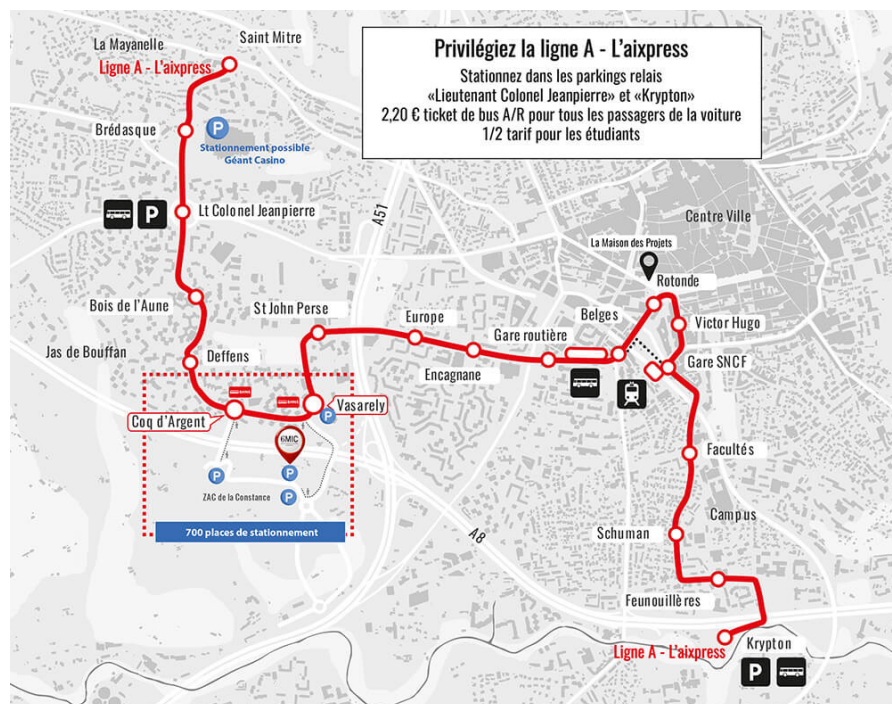 Privilégiez la ligne A - L'aixpress
Stationnez dans les parkings relais
«Lieutenant Colonel Jeanpierre» et «Krypton»
2,20 € ticket de bus A/R pour tous les passagers de la voiture
1/2 tarif pour les étudiants
La Mayanelle
Saint Mitre
Ligne A - L'aixpress
Brédasque
P
Stationnement possible
Géant Casino
P
Lt Colonel Jeanpierre
A51
Centre Ville
La Maison des Projets
Rotonde
Bois de l'Aune
St John Perse
Europe
Belges
Victor Hugo
Gare routière
Jas de Bouffan
Deffens
Encagnane
Gare SNCF
Coq d'Argent
Vasarely
P
6MIC
P
P
P
ZAC de la Constance
700 places de stationnement
Facultés
Campus
A8
Schuman
Feunouillères
Krypton
Ligne A - L'aixpress
P